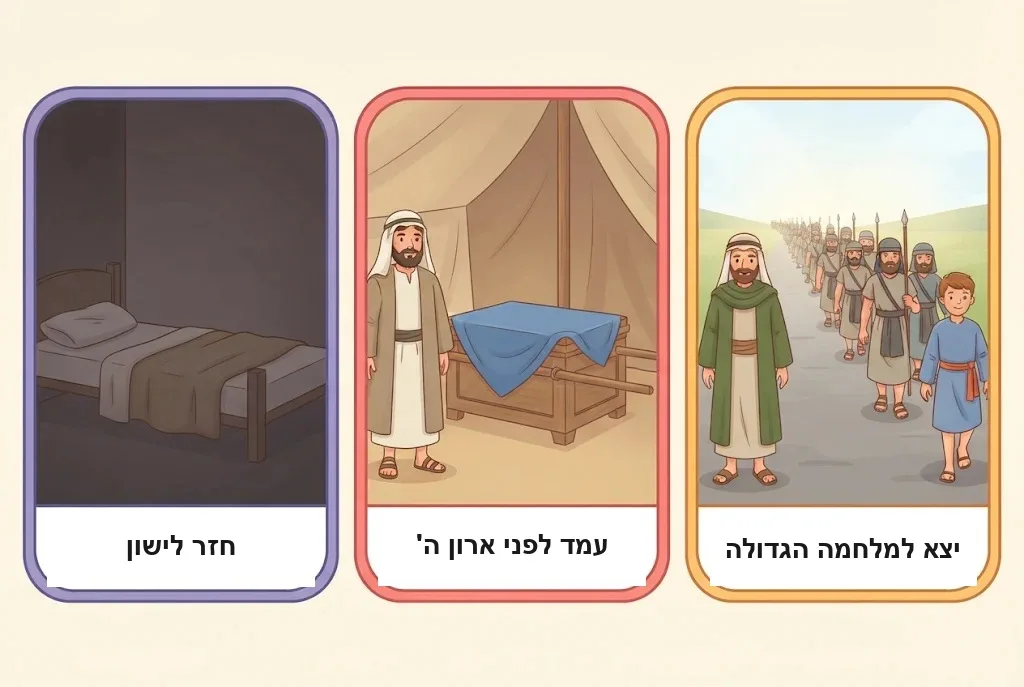 יצא למלחמה הגדולה
עמד לפני ארון ה'
חזר לישון